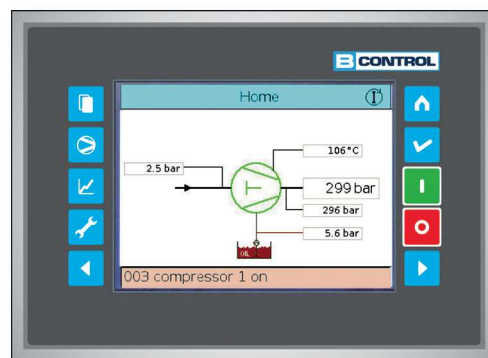 B CONTROL
Home
106°C
2.5 bar
299 bar
296 bar
5.6 bar
OIL
003 compressor 1 on